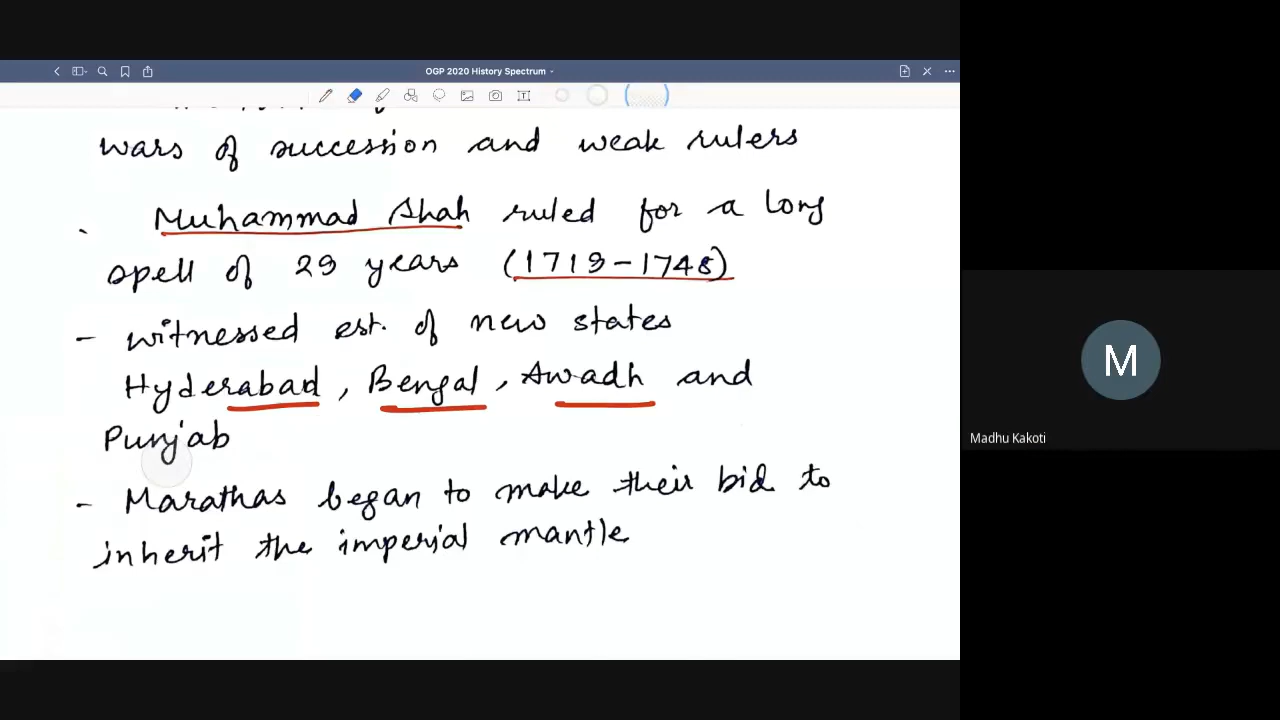 OGP 2020 History Spectrum
wars of succession and weak rulers
Muhammad Shah ruled for a long
spell of 29 years (1719-1748)
- witnessed est. of new states
Hyderabad, Bengal, Awadh and
Punjab
- Marathas began to make their bid to
inherit the imperial mantle
M
Madhu Kakoti